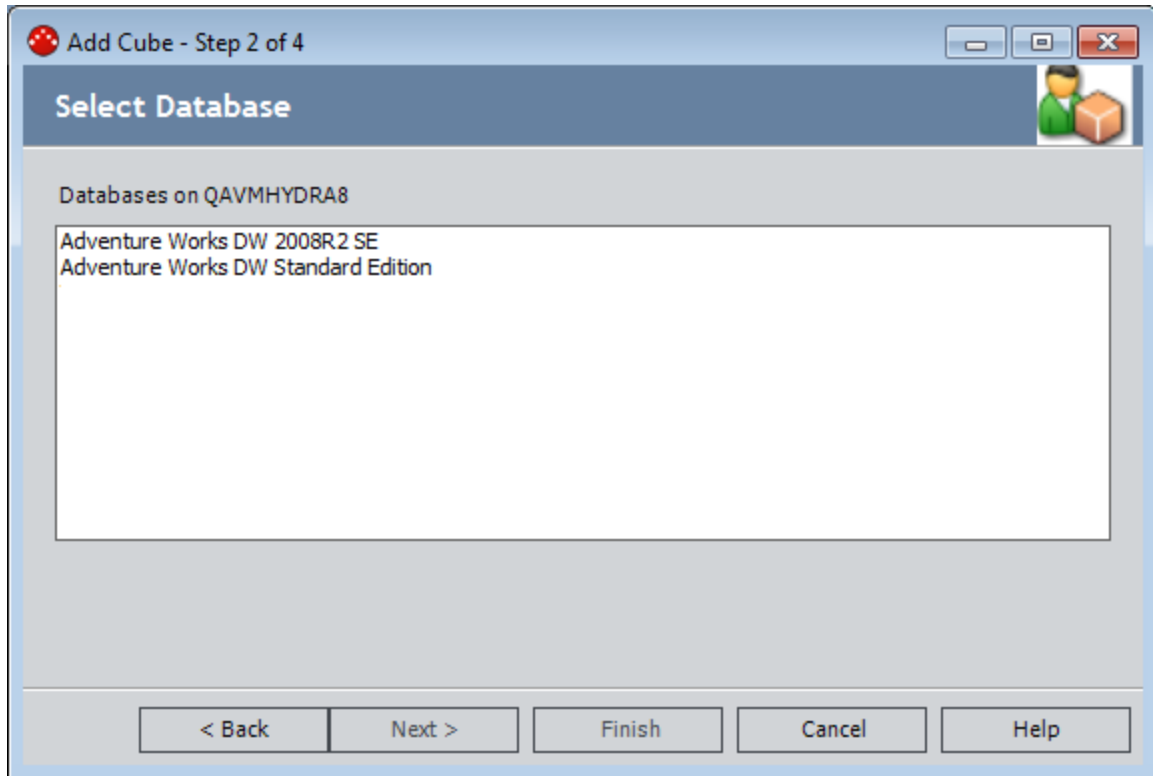 Add Cube - Step 2 of 4
Select Database
Databases on QAVMHYDRA8
Adventure Works DW 2008R2 SE
Adventure Works DW Standard Edition
< Back
Next >
Finish
Cancel
Help